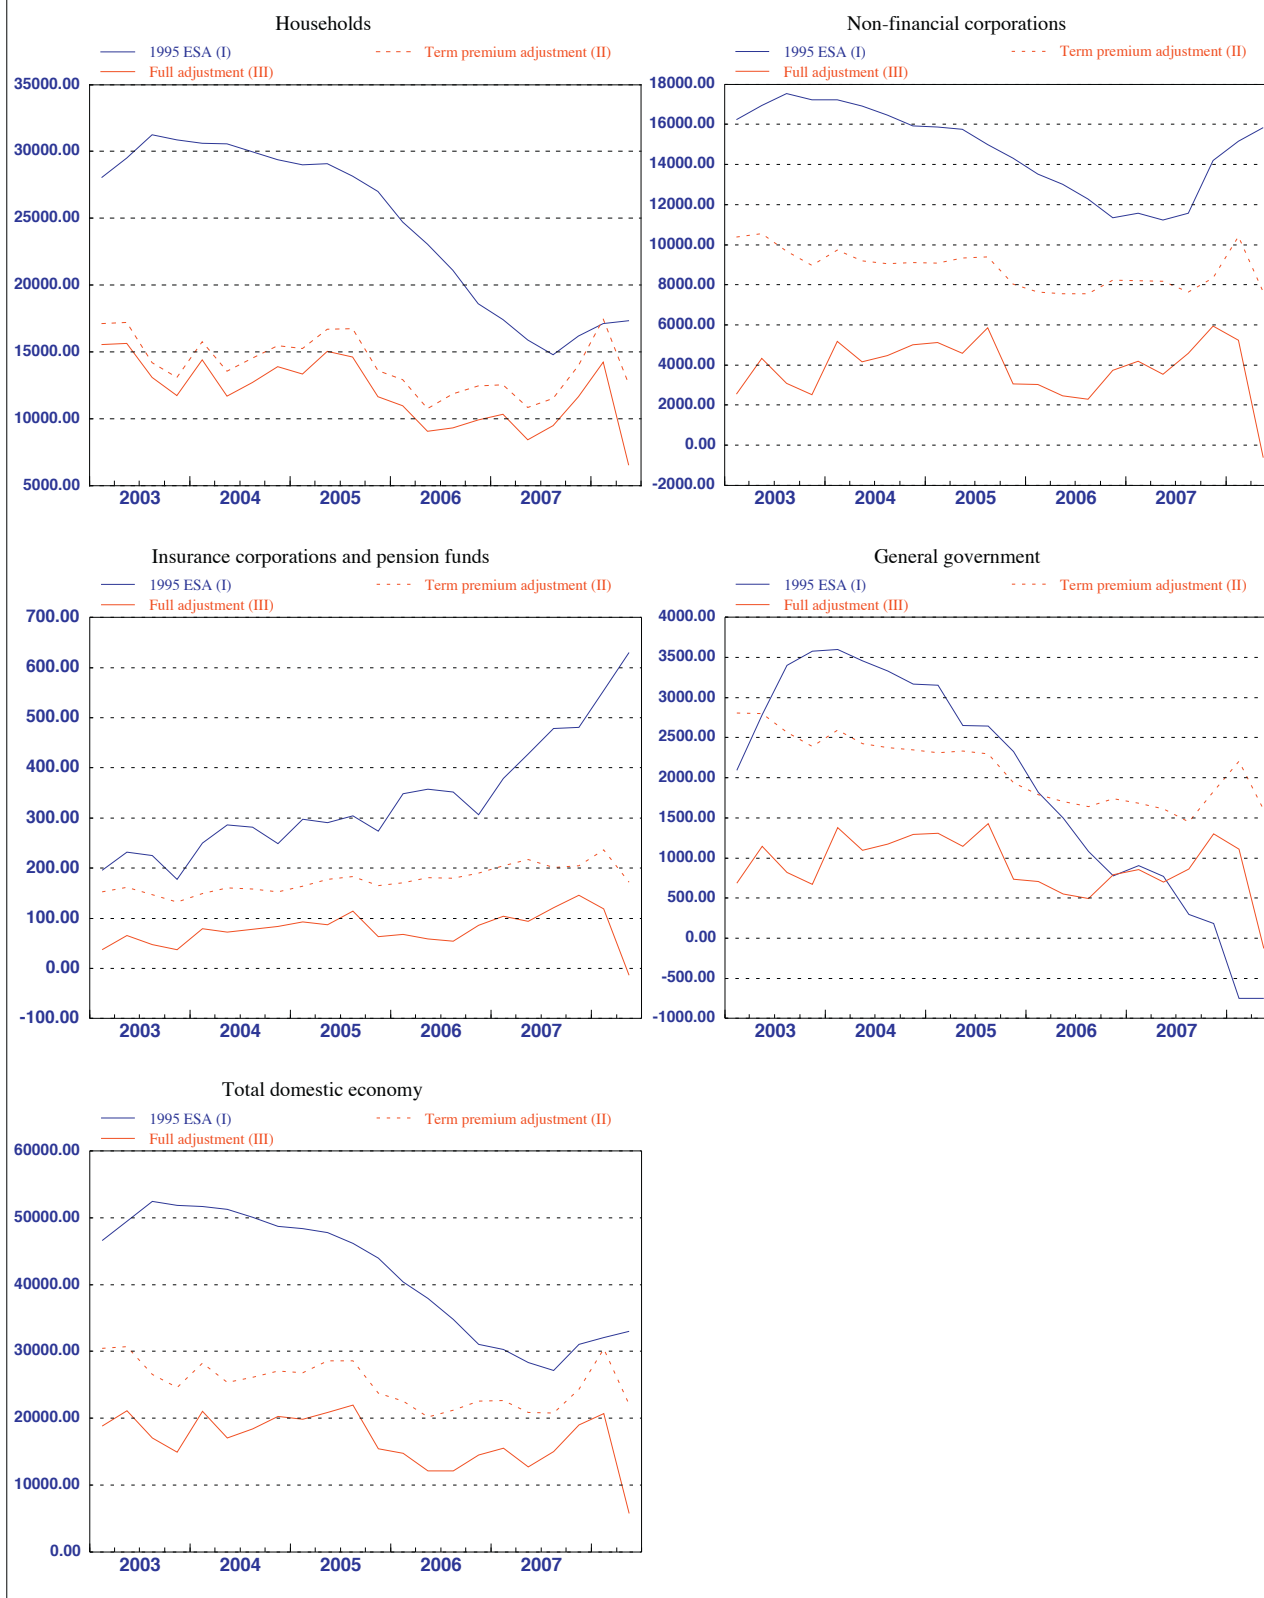 Households
1995 ESA (I)
Term premium adjustment (II)
Full adjustment (III)
35000.00
30000.00
25000.00
20000.00
15000.00
10000.00
5000.00
2003 2004 2005 2006 2007
Non-financial corporations
1995 ESA (I)
Term premium adjustment (II)
Full adjustment (III)
18000.00
16000.00
14000.00
12000.00
10000.00
8000.00
6000.00
4000.00
2000.00
0.00
-2000.00
2003 2004 2005 2006 2007
Insurance corporations and pension funds
1995 ESA (I)
Term premium adjustment (II)
Full adjustment (III)
700.00
600.00
500.00
400.00
300.00
200.00
100.00
0.00
-100.00
2003 2004 2005 2006 2007
General government
1995 ESA (I)
Term premium adjustment (II)
Full adjustment (III)
4000.00
3500.00
3000.00
2500.00
2000.00
1500.00
1000.00
500.00
0.00
-500.00
-1000.00
2003 2004 2005 2006 2007
Total domestic economy
1995 ESA (I)
Term premium adjustment (II)
Full adjustment (III)
60000.00
50000.00
40000.00
30000.00
20000.00
10000.00
0.00
2003 2004 2005 2006 2007